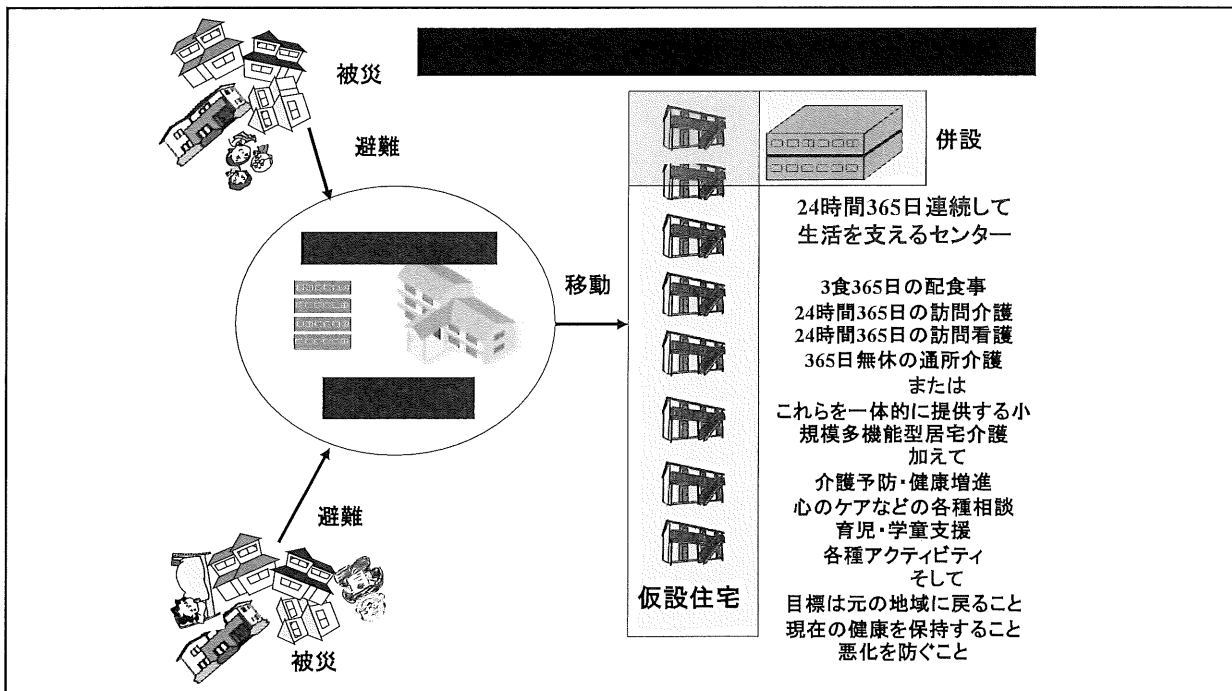 被災
避難
移動
避難
被災
併設
24時間365日連続して
生活を支えるセンター
3食365日の配食事
24時間365日の訪問介護
24時間365日の訪問看護
365日無休の通所介護
または
これらを一体的に提供する小
規模多機能型居宅介護
加えて
介護予防・健康増進
心のケアなどの各種相談
育児・学童支援
各種アクティビティ
そして
目標は元の地域に戻ること
現在の健康を保持すること
悪化を防ぐこと
仮設住宅